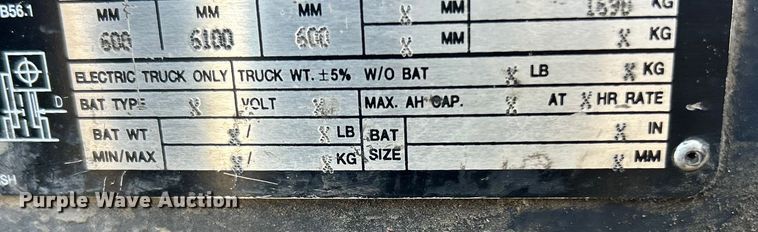 B56.1 MM MM MM X MM 1590 KG
600 6100 600 X MM X KG
ELECTRIC TRUCK ONLY TRUCK WT. ±5% W/O BAT X LB X KG
D
BAT TYPE X VOLT X MAX. AH CAP. X AT X HR RATE
BAT WT X / X LB BAT X IN
MIN/MAX X / X KG SIZE X MM
SH
Purple Wave Auction